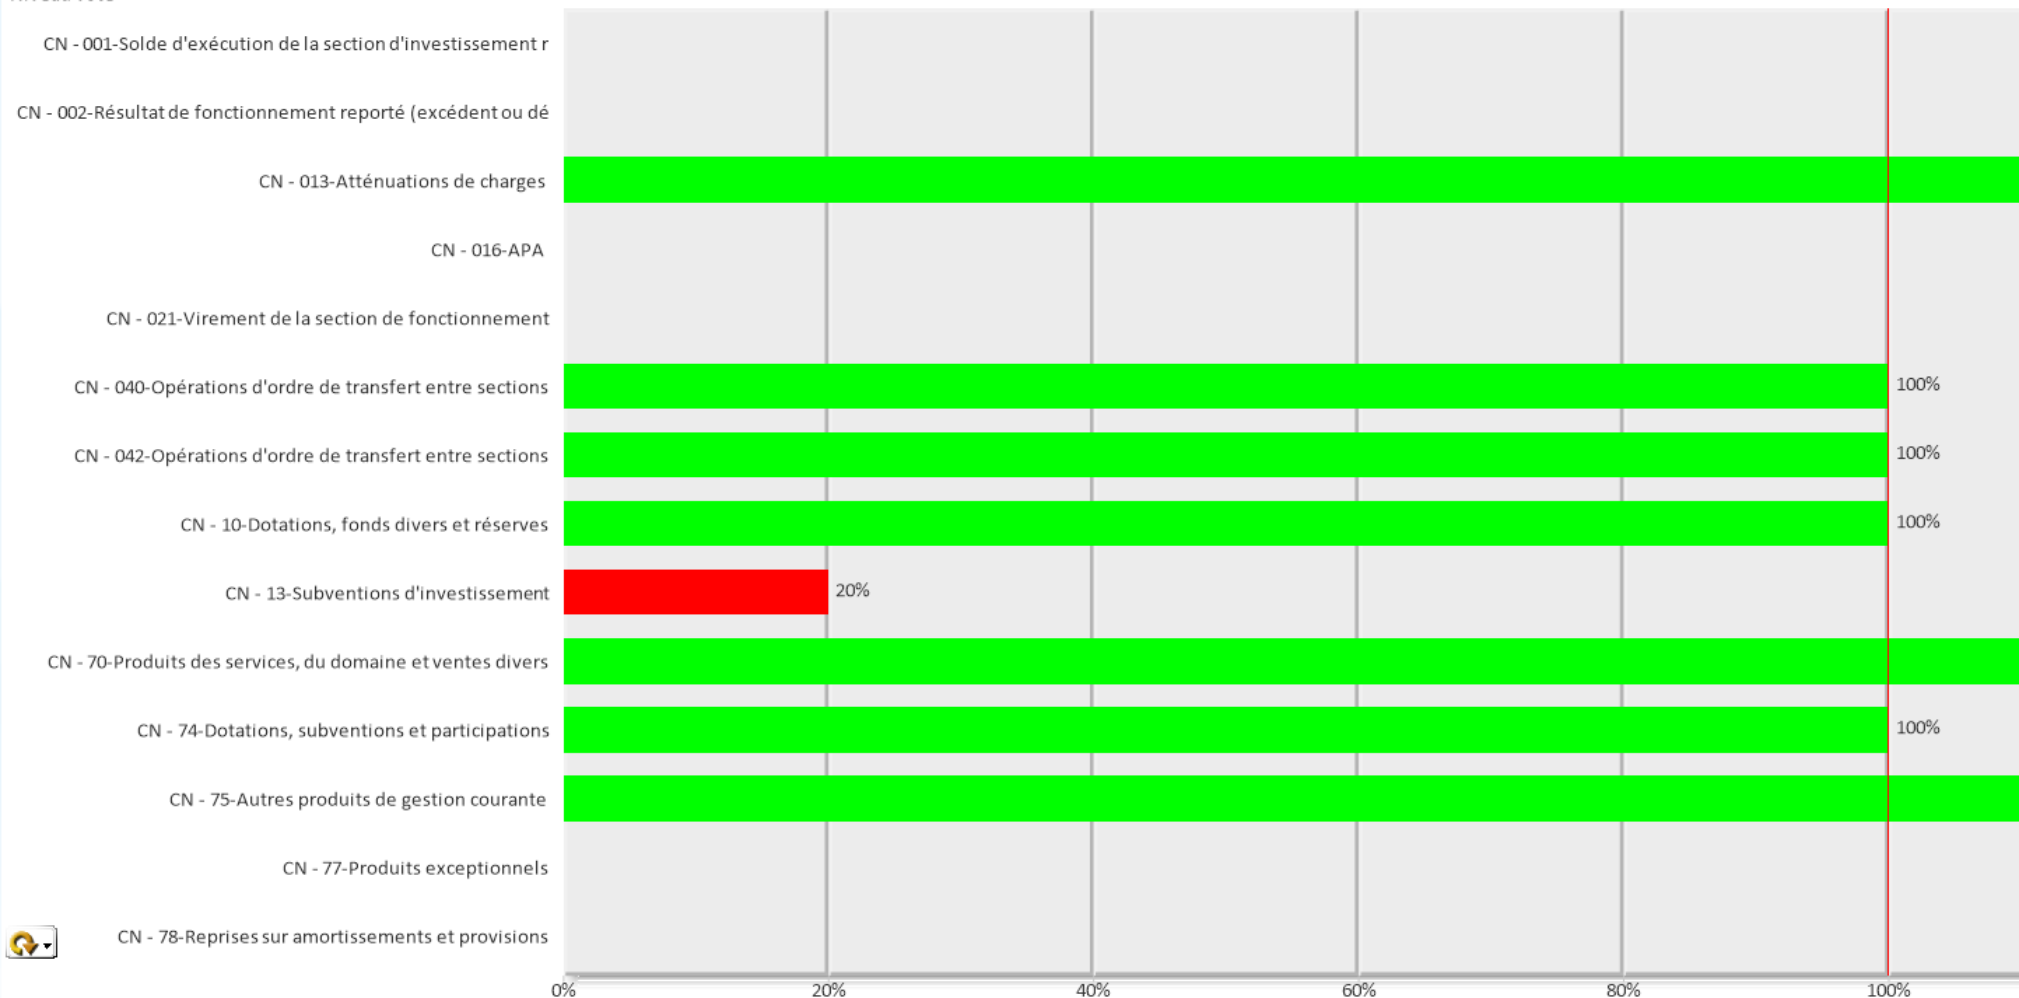 CN - 001-Solde d'exécution de la section d'investissement r
CN - 002-Résultat de fonctionnement reporté (excédent ou dé
CN - 013-Atténuations de charges
CN - 016-APA
CN - 021-Virement de la section de fonctionnement
CN - 040-Opérations d'ordre de transfert entre sections
100%
CN - 042-Opérations d'ordre de transfert entre sections
100%
CN - 10-Dotations, fonds divers et réserves
100%
CN - 13-Subventions d'investissement
20%
CN - 70-Produits des services, du domaine et ventes divers
CN - 74-Dotations, subventions et participations
100%
CN - 75-Autres produits de gestion courante
CN - 77-Produits exceptionnels
CN - 78-Reprises sur amortissements et provisions
0% 20% 40% 60% 80% 100%